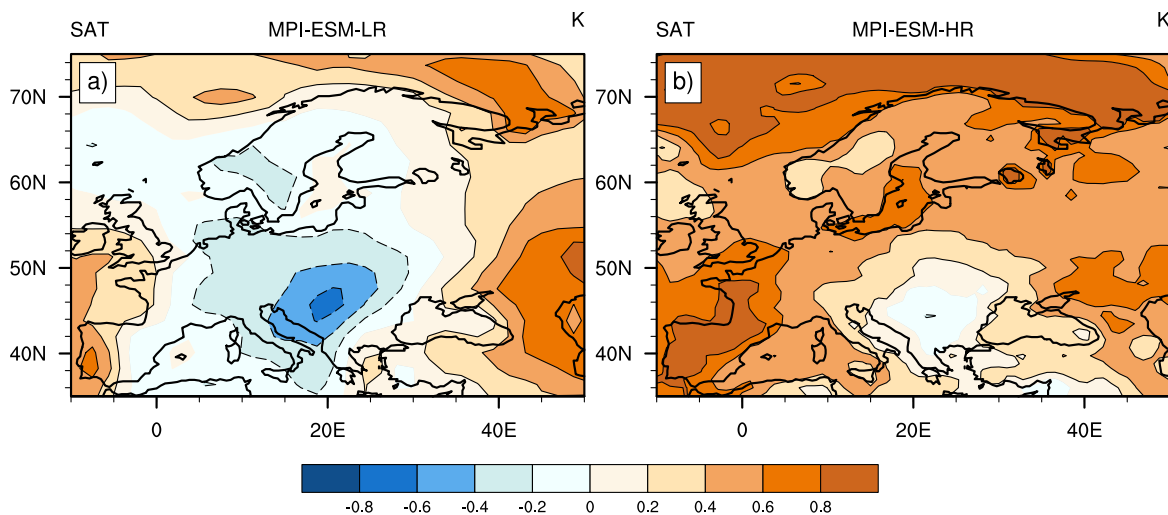 SAT MPI-ESM-LR K
SAT MPI-ESM-HR K
a)
b)
70N
60N
50N
40N
0 20E 40E
70N
60N
50N
40N
0 20E 40E
-0.8 -0.6 -0.4 -0.2 0 0.2 0.4 0.6 0.8